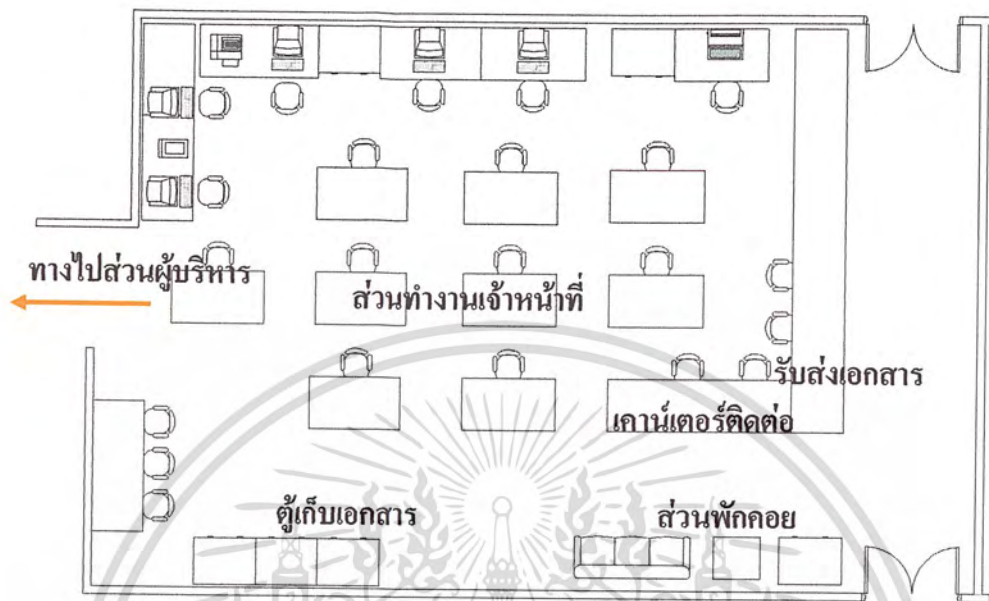 ทางไปส่วนผู้บริหาร
ส่วนทำงานเจ้าหน้าที่
รับส่งเอกสาร
เคาน์เตอร์ติดต่อ
ตู้เก็บเอกสาร
ส่วนพักคอย